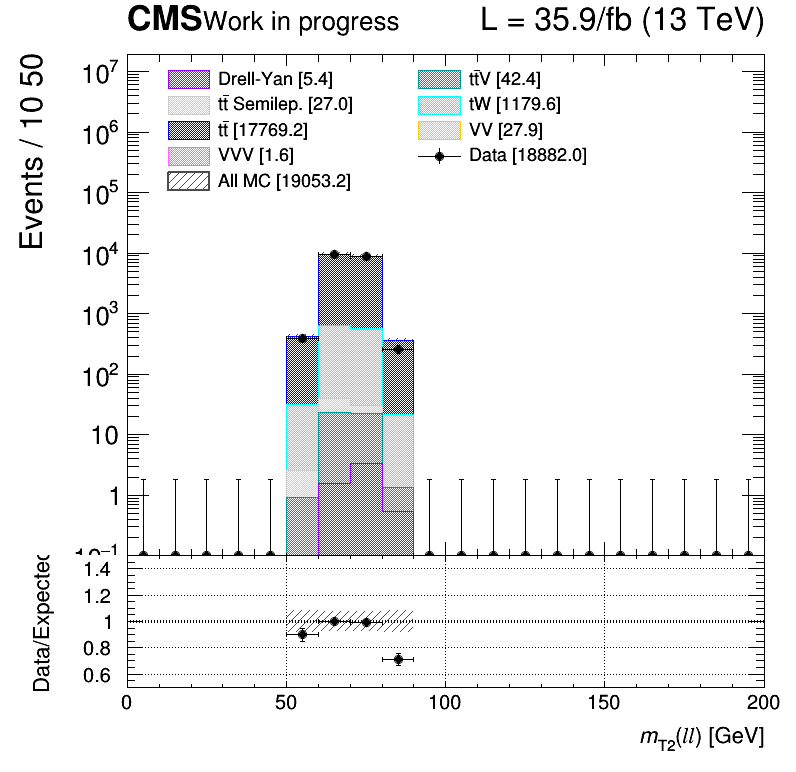 CMS Work in progress L = 35.9/fb (13 TeV)
Events / 10 50
10⁷
10⁶
10⁵
10⁴
10³
10²
10
1
10⁻¹
Drell-Yan [5.4]
tt̄ Semilep. [27.0]
tt̄ [17769.2]
VVV [1.6]
All MC [19053.2]
tt̄V [42.4]
tW [1179.6]
VV [27.9]
Data [18882.0]
Data/Expected
1.4
1.2
1
0.8
0.6
0 50 100 150 200
m_T2(ll) [GeV]